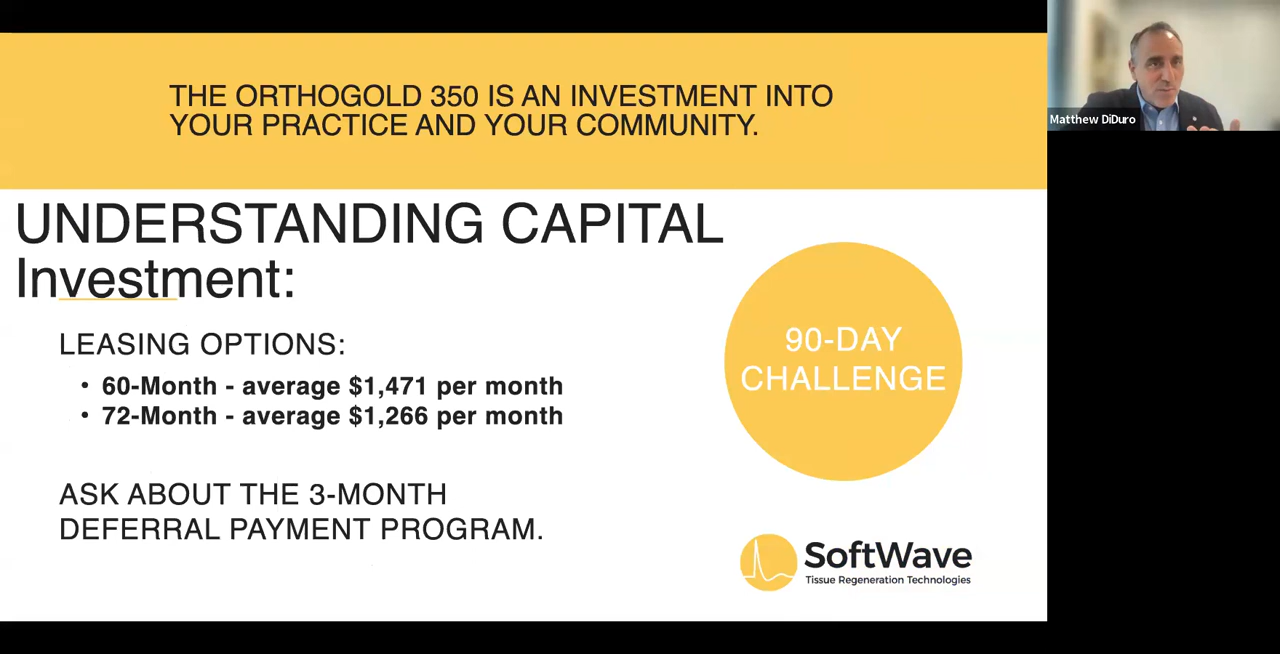 THE ORTHOGOLD 350 IS AN INVESTMENT INTO
YOUR PRACTICE AND YOUR COMMUNITY.
UNDERSTANDING CAPITAL
Investment:
LEASING OPTIONS:
• 60-Month - average $1,471 per month
• 72-Month - average $1,266 per month
ASK ABOUT THE 3-MONTH
DEFERRAL PAYMENT PROGRAM.
90-DAY
CHALLENGE
SoftWave
Tissue Regeneration Technologies
Matthew DiDuro